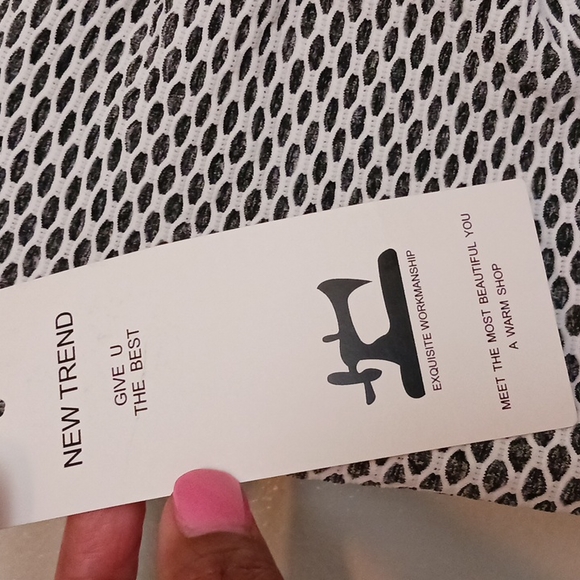 NEW TREND
GIVE U
THE BEST
EXQUISITE WORKMANSHIP
MEET THE MOST BEAUTIFUL YOU
A WARM SHOP